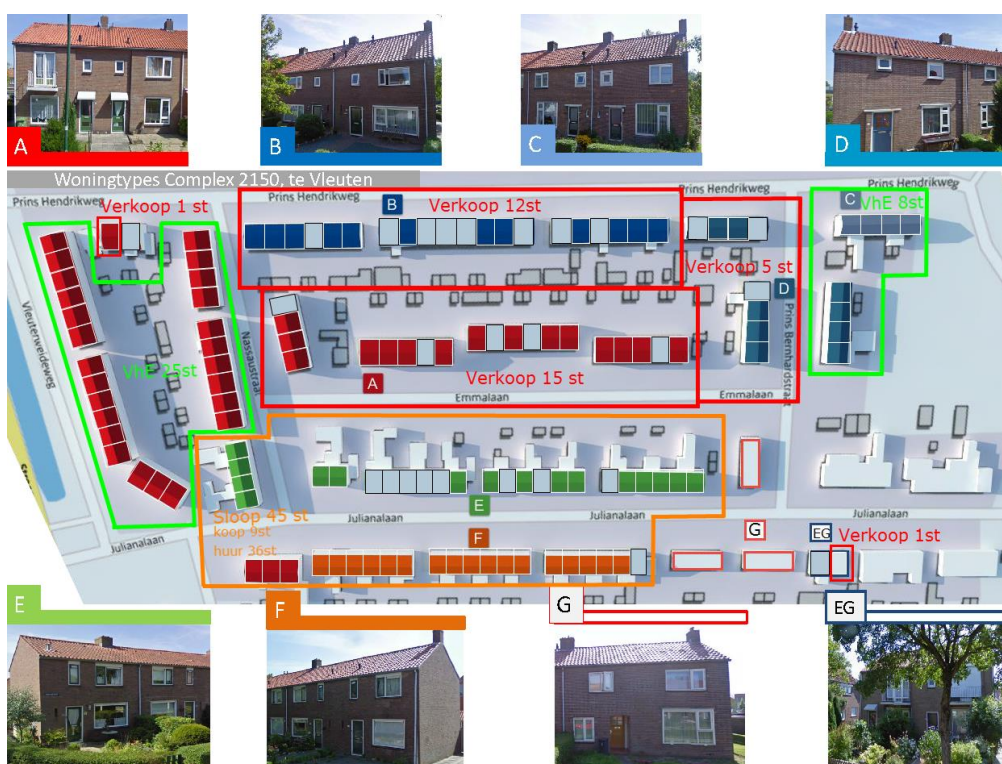 A
B
C
D
Woningtypes Complex 2150, te Vleuten
Prins Hendrikweg
Prins Hendrikweg
Prins Hendrikweg
Prins Hendrikweg
Verkoop 1 st
B
Verkoop 12st
C
VhE 8st
Verkoop 5 st
D
Vleuterweideweg
Nassaustraat
Prins Bernhardstraat
VhE 25st
A
Verkoop 15 st
Emmalaan
Emmalaan
E
Sloop 45 st
koop 9st
huur 36st
Julianalaan
Julianalaan
Julianalaan
Julianalaan
F
G
EG
Verkoop 1st
E
F
G
EG